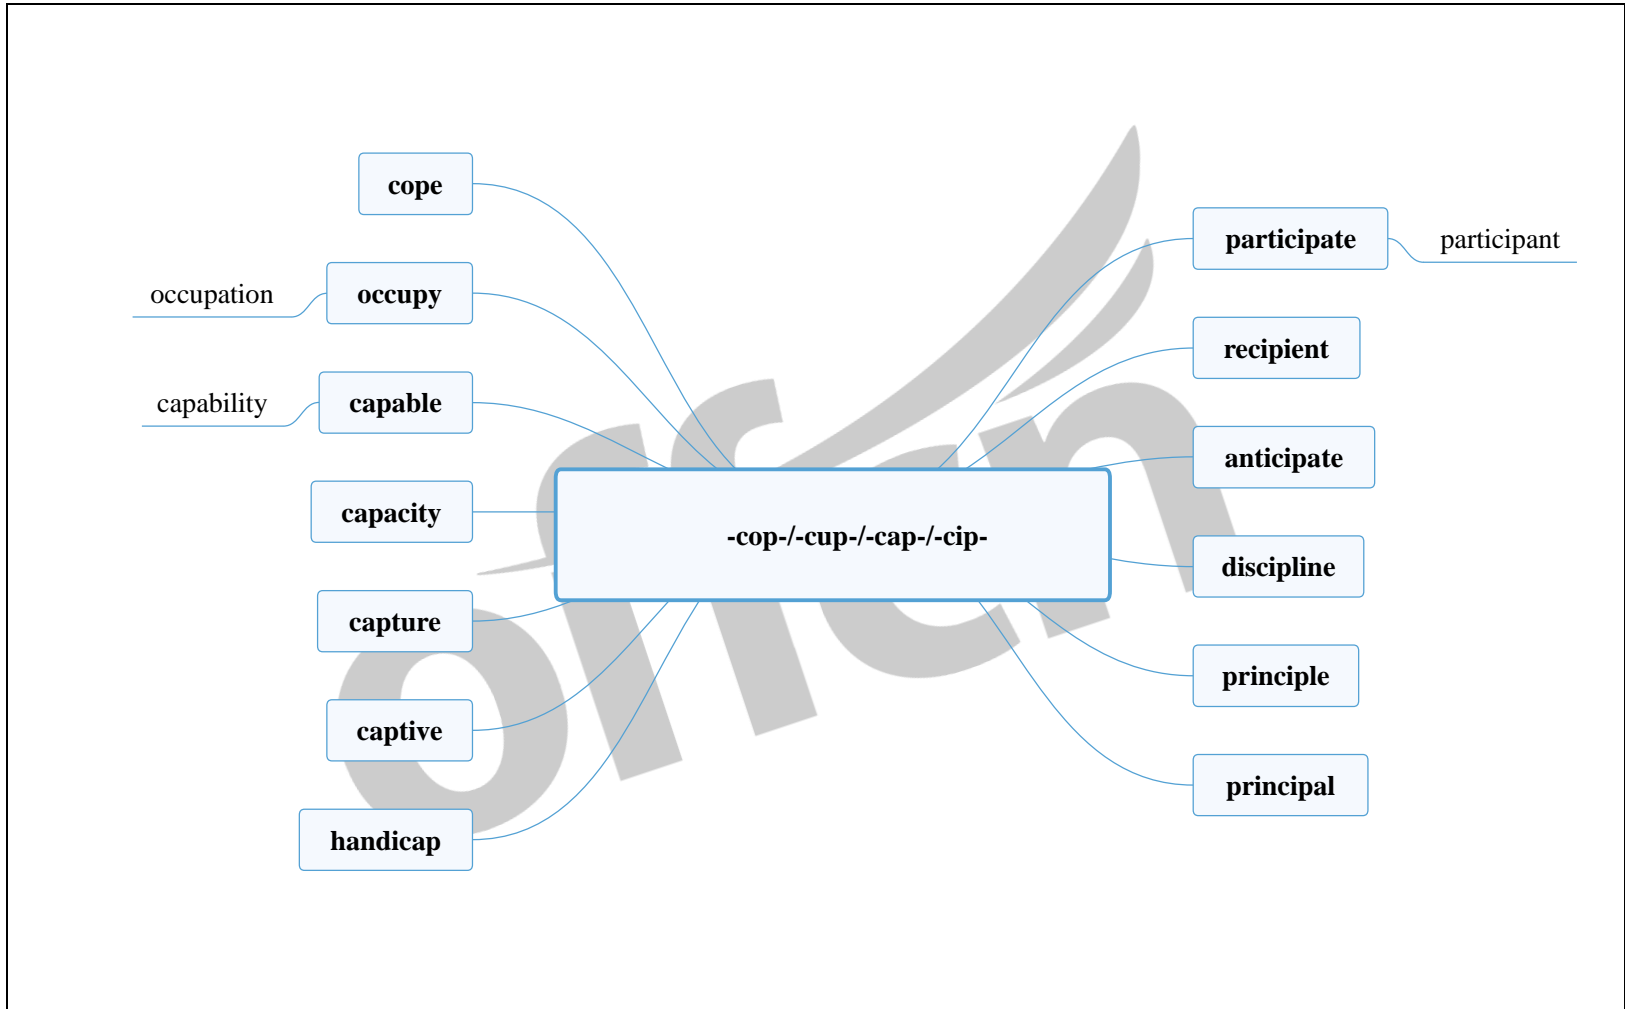 cope
occupation
occupy
capability
capable
capacity
capture
captive
handicap
-cop-/-cup-/-cap-/-cip-
participate
participant
recipient
anticipate
discipline
principle
principal
offcn